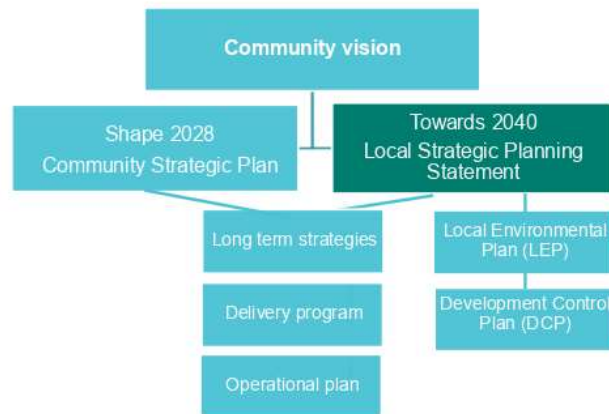 Community vision
Shape 2028
Community Strategic Plan
Towards 2040
Local Strategic Planning
Statement
Long term strategies
Local Environmental
Plan (LEP)
Delivery program
Development Control
Plan (DCP)
Operational plan